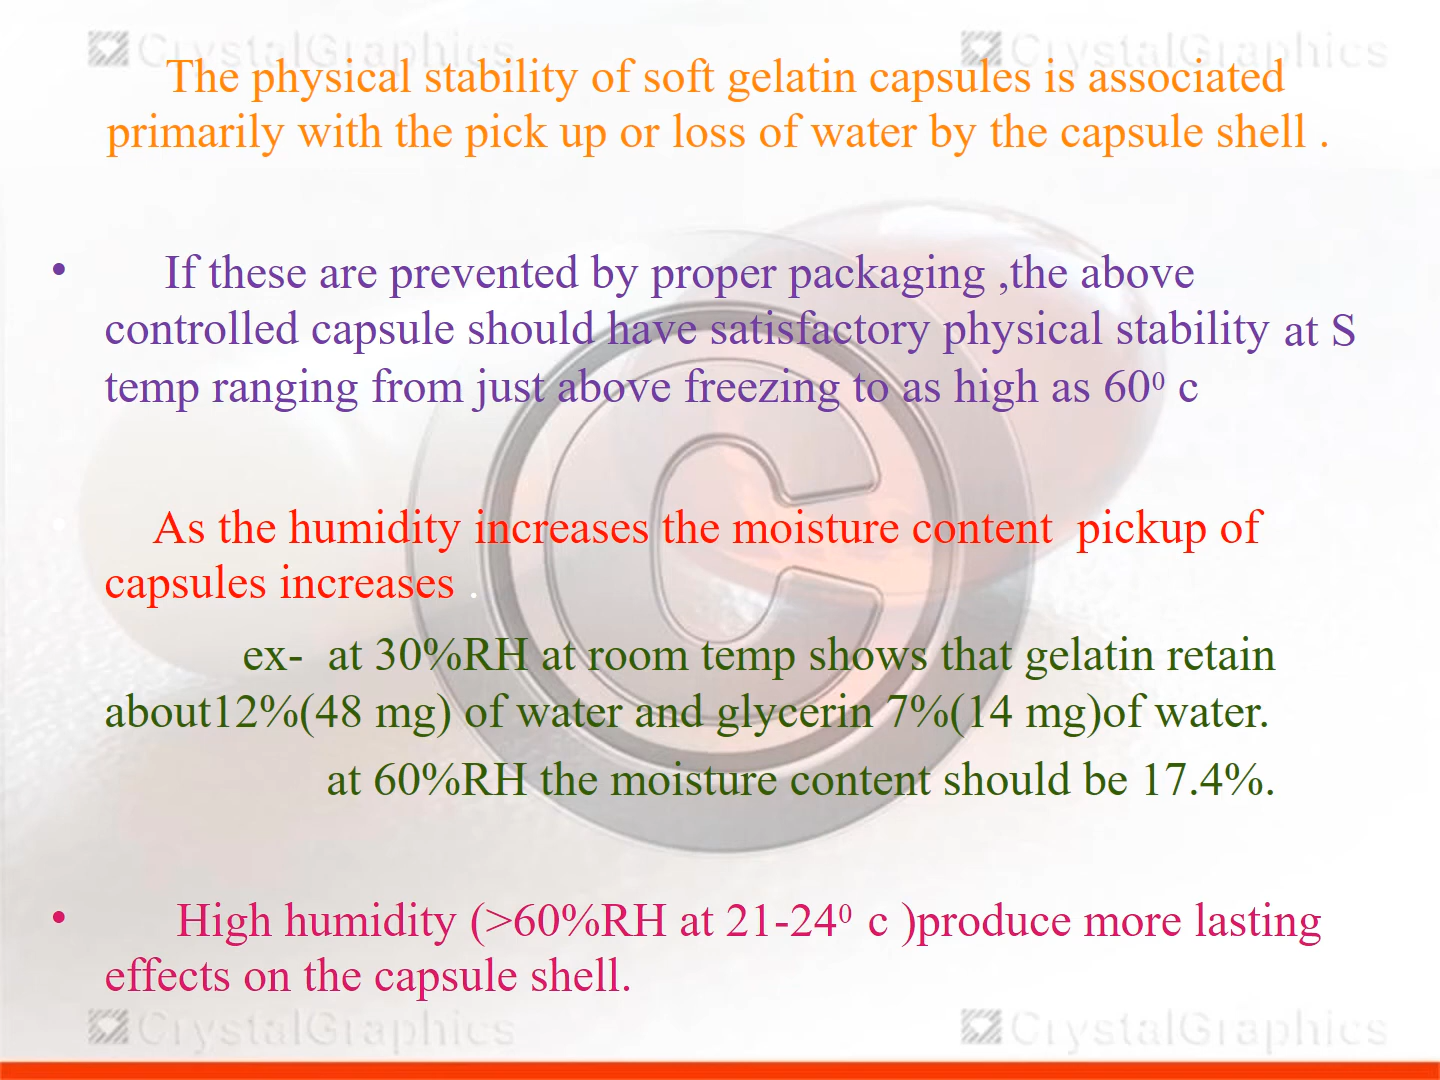 CrystalGraphics CrystalGraphics
The physical stability of soft gelatin capsules is associated
primarily with the pick up or loss of water by the capsule shell .
• If these are prevented by proper packaging ,the above
controlled capsule should have satisfactory physical stability at S
temp ranging from just above freezing to as high as 60⁰ c
As the humidity increases the moisture content pickup of
capsules increases .
ex- at 30%RH at room temp shows that gelatin retain
about12%(48 mg) of water and glycerin 7%(14 mg)of water.
at 60%RH the moisture content should be 17.4%.
• High humidity (>60%RH at 21-24⁰ c )produce more lasting
effects on the capsule shell.
CrystalGraphics CrystalGraphics